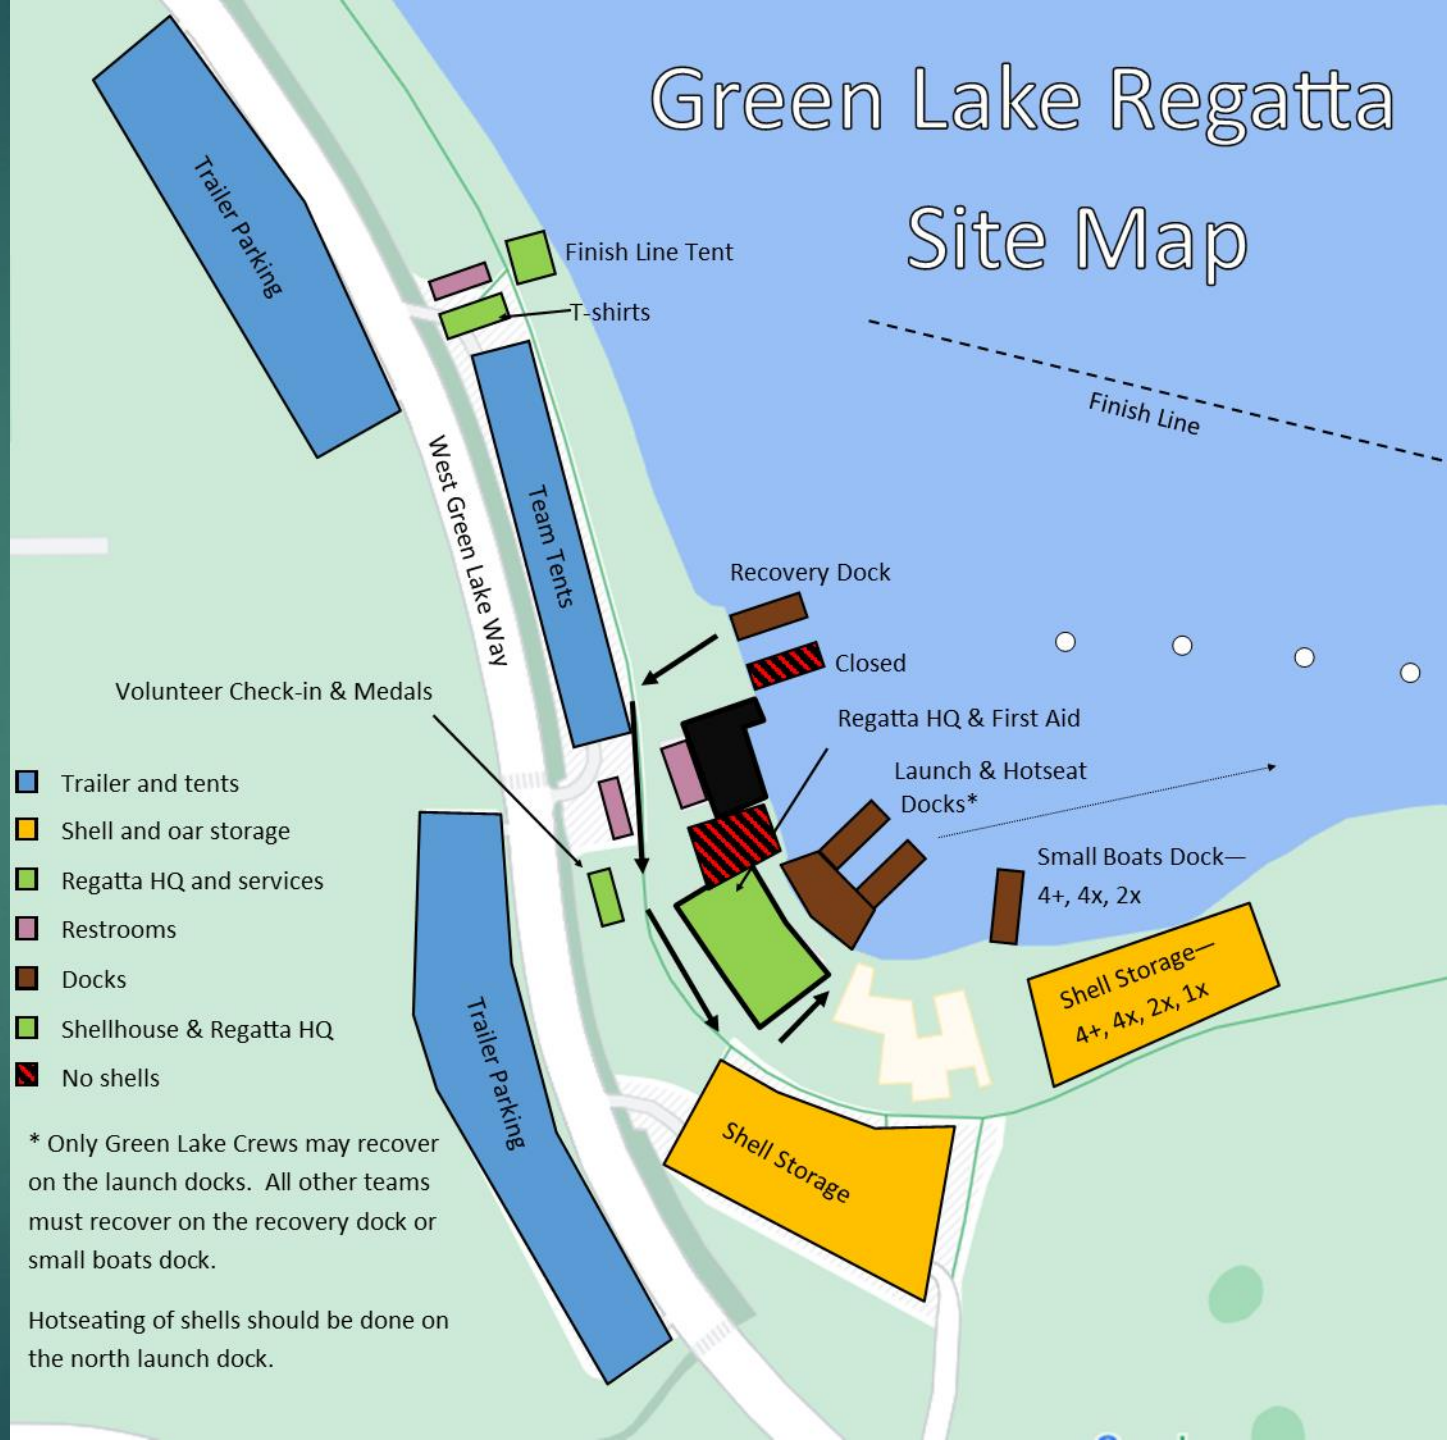 Green Lake Regatta
Site Map
Trailer Parking
Finish Line Tent
T-shirts
Finish Line
West Green Lake Way
Team Tents
Recovery Dock
Closed
Volunteer Check-in & Medals
Regatta HQ & First Aid
Launch & Hotseat
Docks*
Small Boats Dock—
4+, 4x, 2x
Shell Storage—
4+, 4x, 2x, 1x
Trailer and tents
Shell and oar storage
Regatta HQ and services
Restrooms
Docks
Shellhouse & Regatta HQ
No shells
Trailer Parking
Shell Storage
* Only Green Lake Crews may recover
on the launch docks. All other teams
must recover on the recovery dock or
small boats dock.
Hotseating of shells should be done on
the north launch dock.